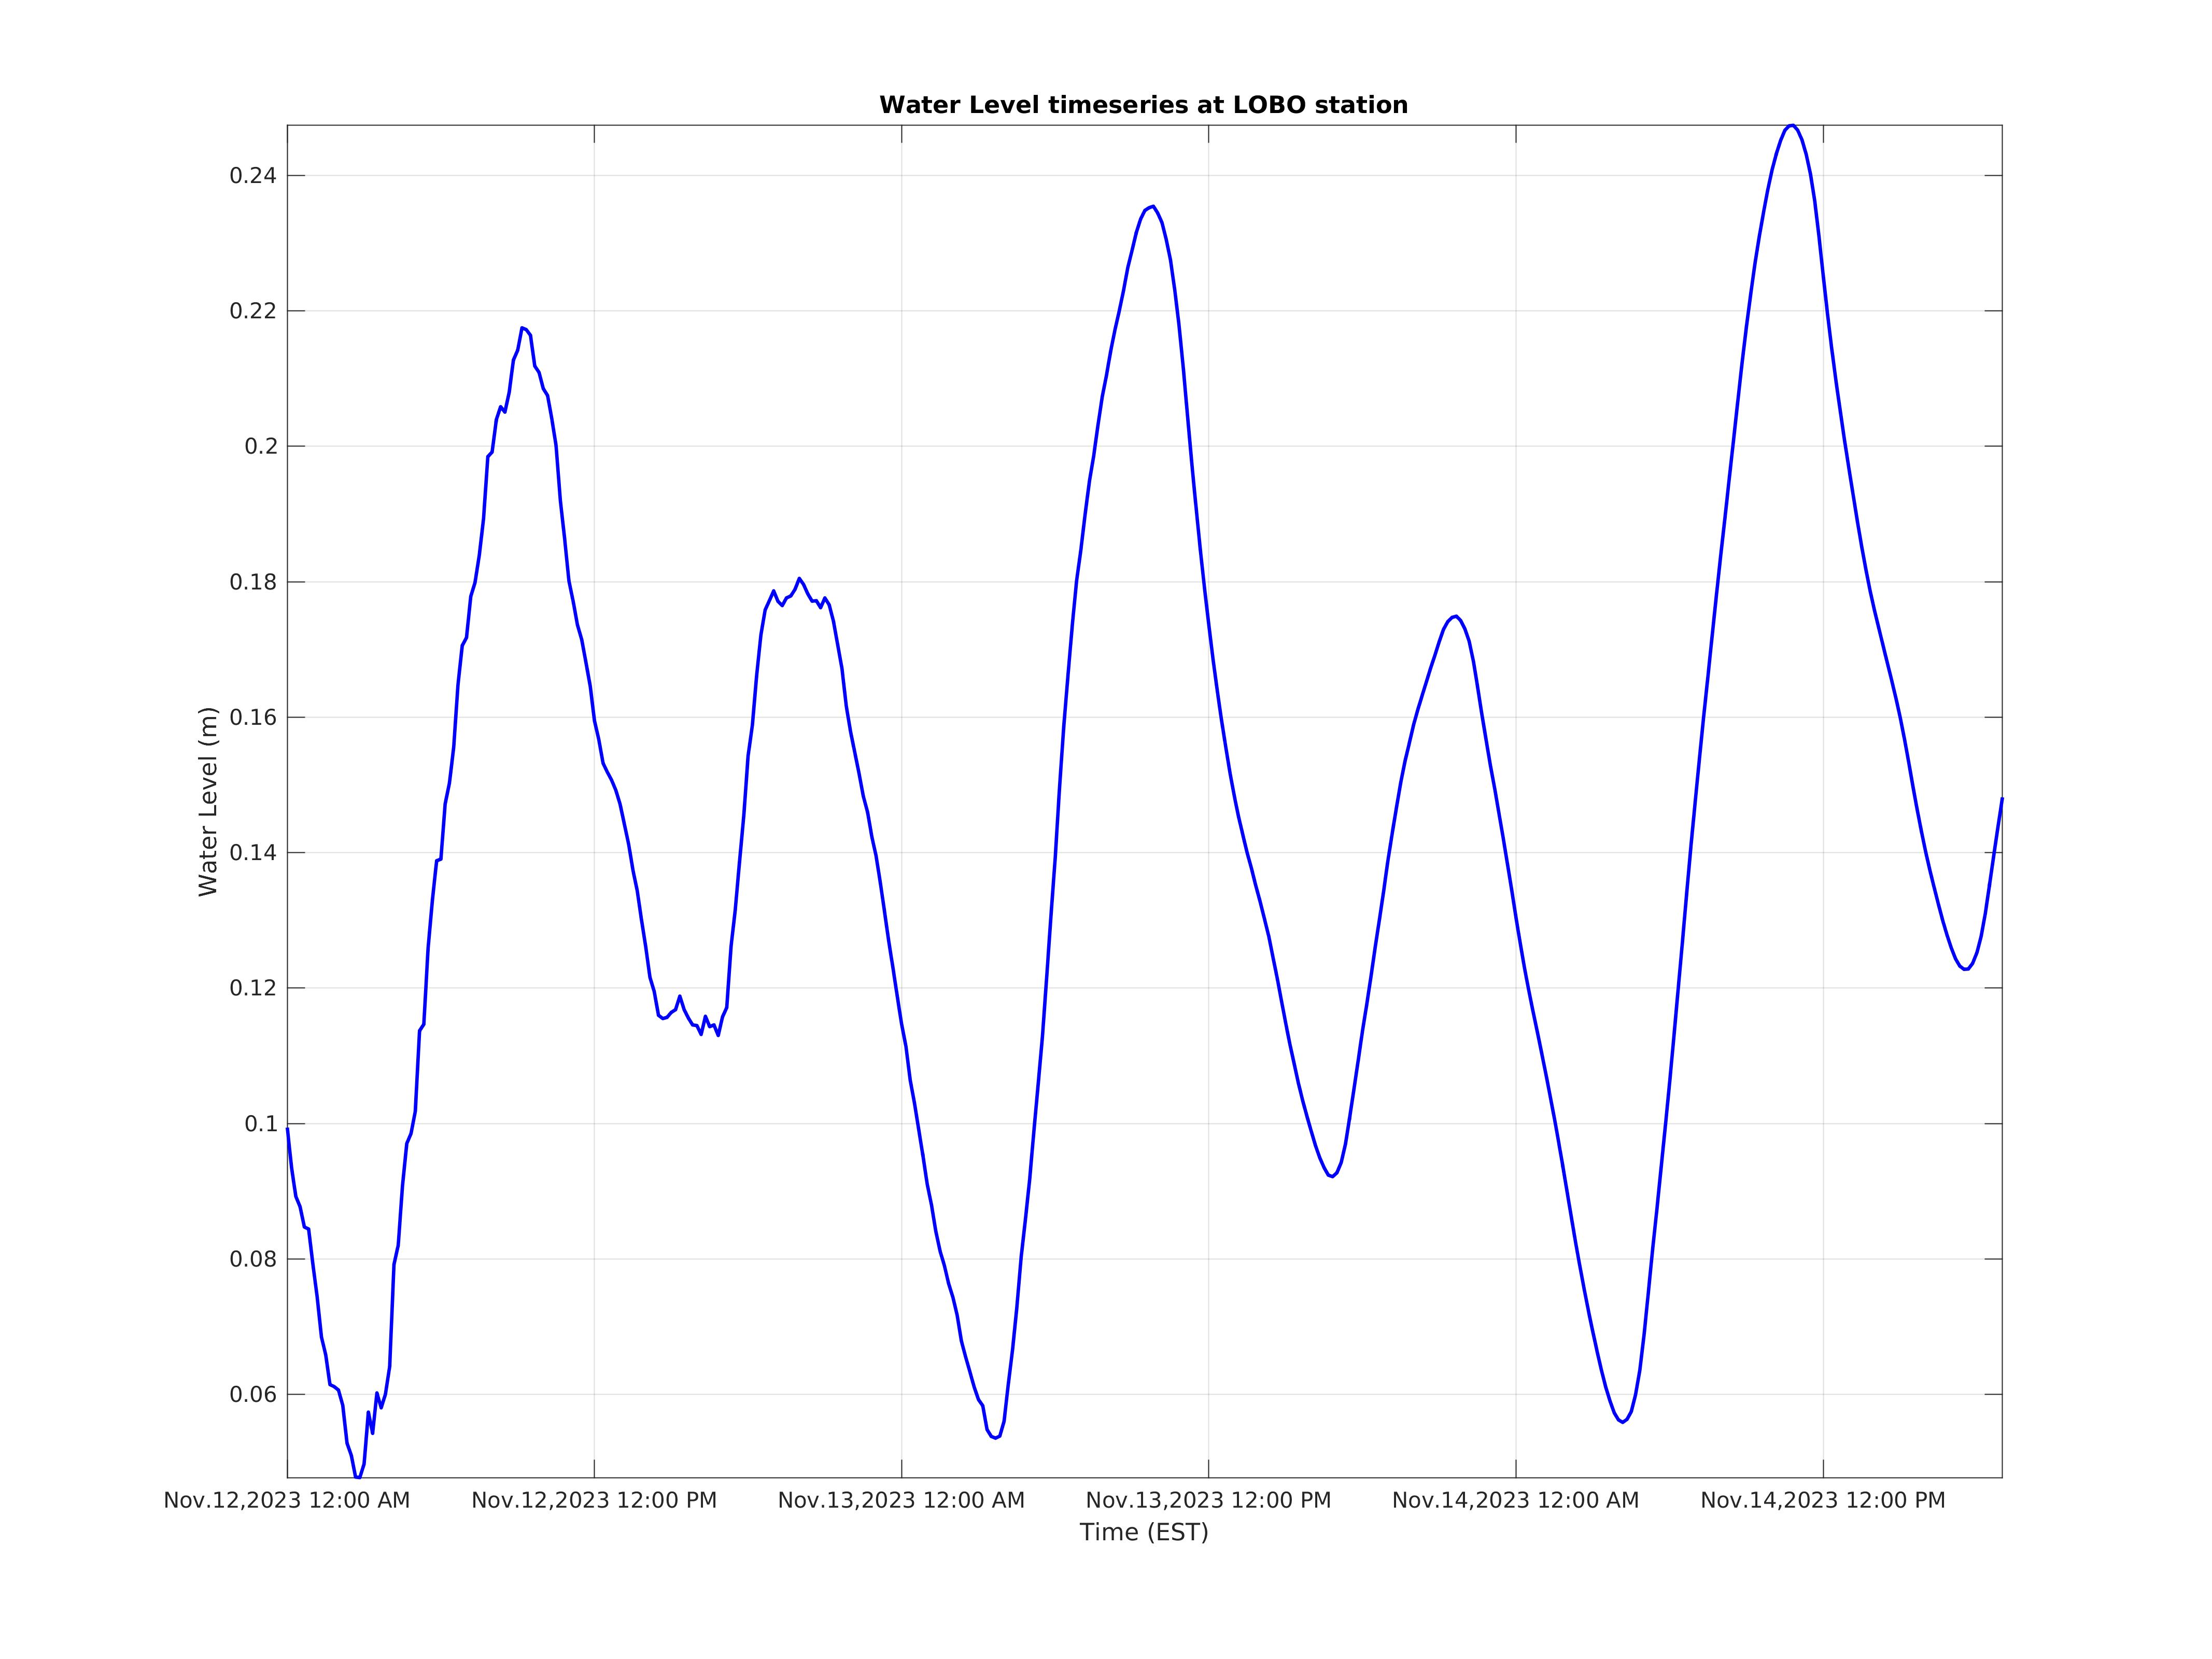 Water Level timeseries at LOBO station
0.24
0.22
0.2
0.18
0.16
0.14
0.12
0.1
0.08
0.06
Water Level (m)
Nov.12,2023 12:00 AM Nov.12,2023 12:00 PM Nov.13,2023 12:00 AM Nov.13,2023 12:00 PM Nov.14,2023 12:00 AM Nov.14,2023 12:00 PM
Time (EST)